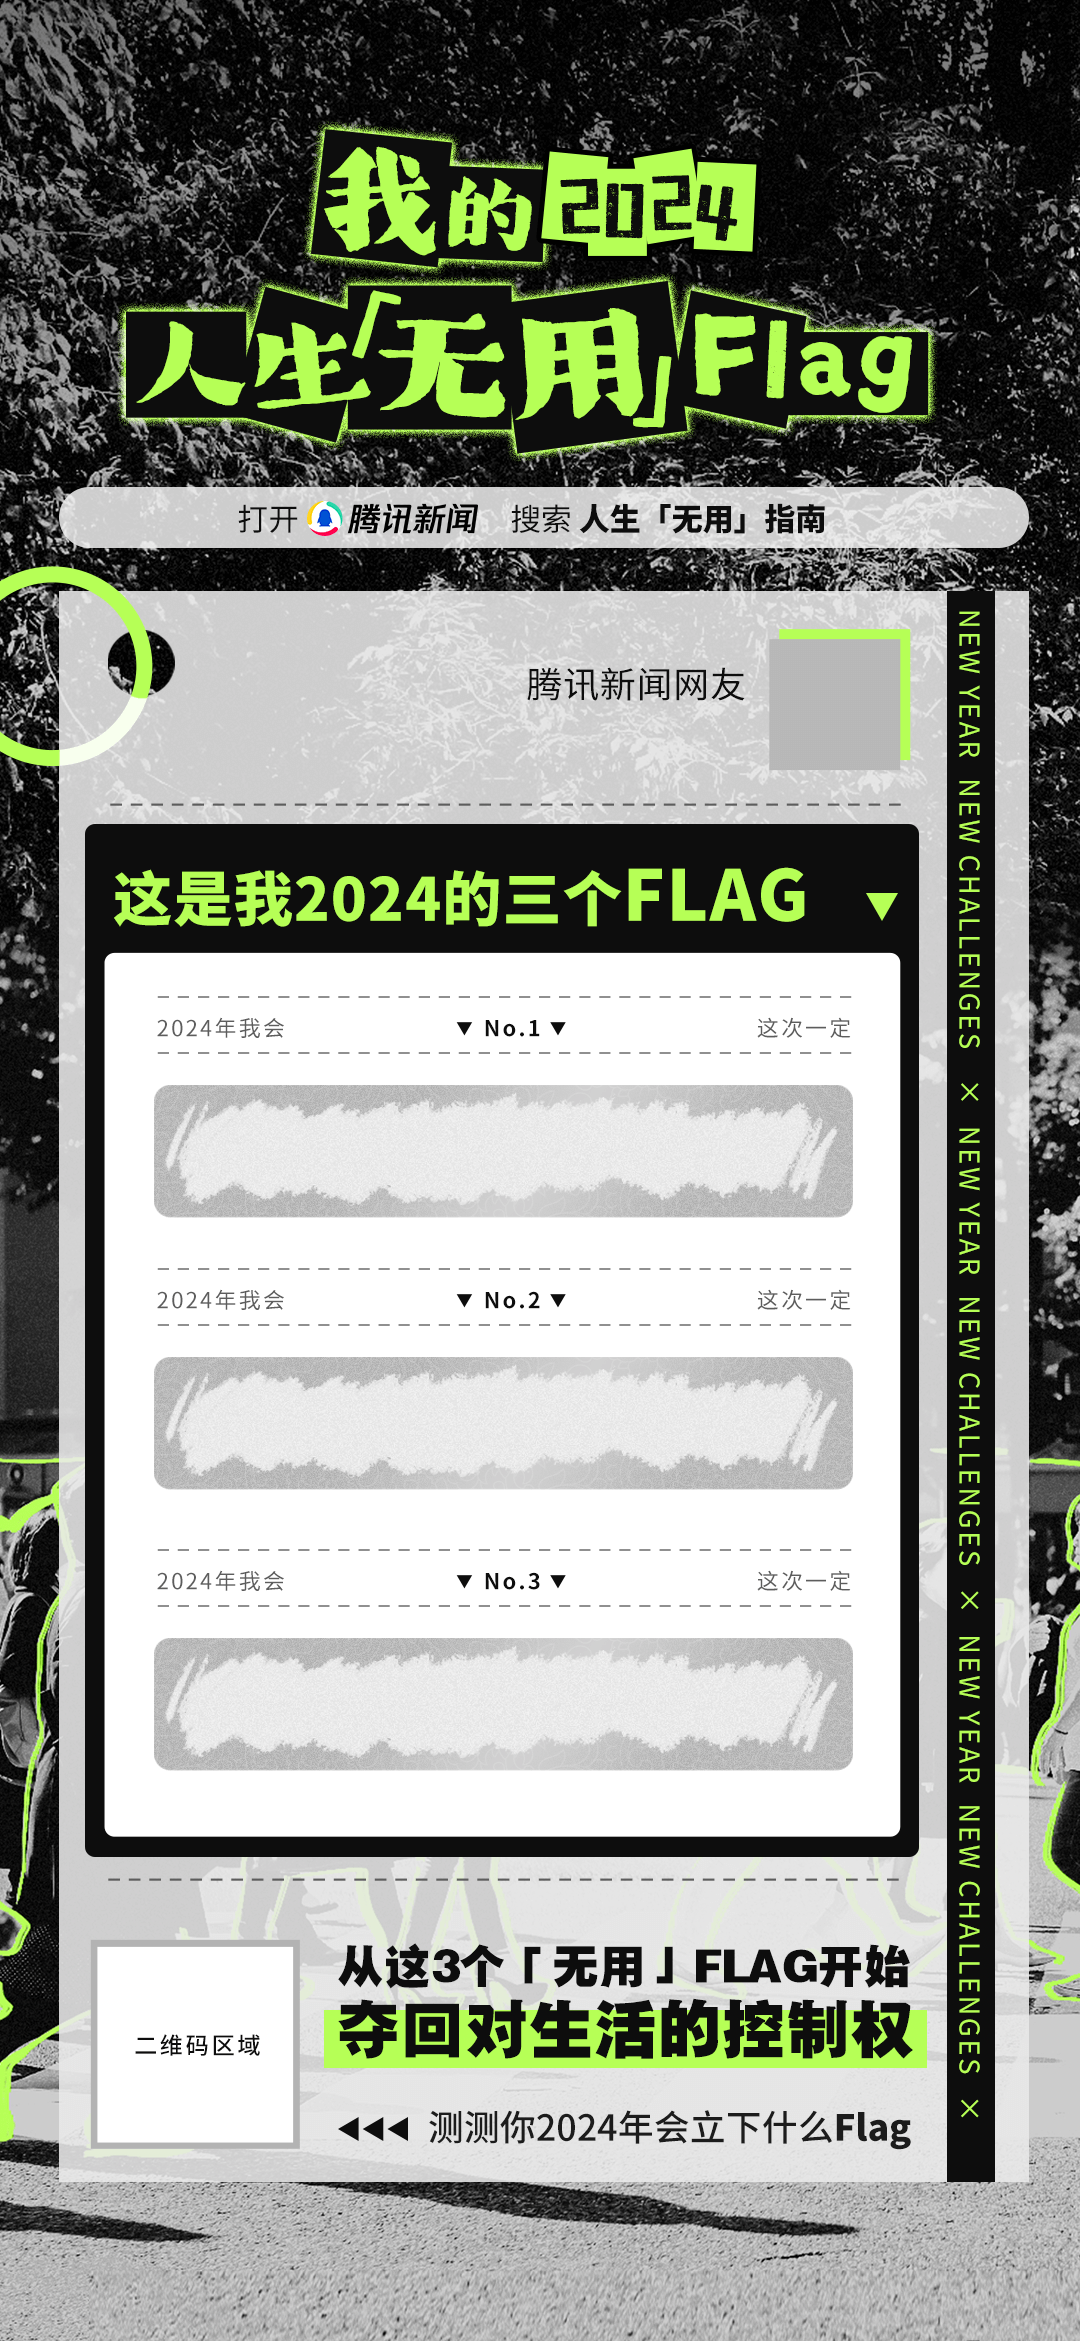 我的2024
人生「无用」Flag
打开 腾讯新闻 搜索 人生「无用」指南
腾讯新闻网友
这是我2024的三个FLAG
2024年我会 ▼ No.1 ▼ 这次一定
2024年我会 ▼ No.2 ▼ 这次一定
2024年我会 ▼ No.3 ▼ 这次一定
二维码区域
从这3个「无用」FLAG开始
夺回对生活的控制权
测测你2024年会立下什么Flag
NEW YEAR NEW CHALLENGES × NEW YEAR NEW CHALLENGES × NEW YEAR NEW CHALLENGES ×